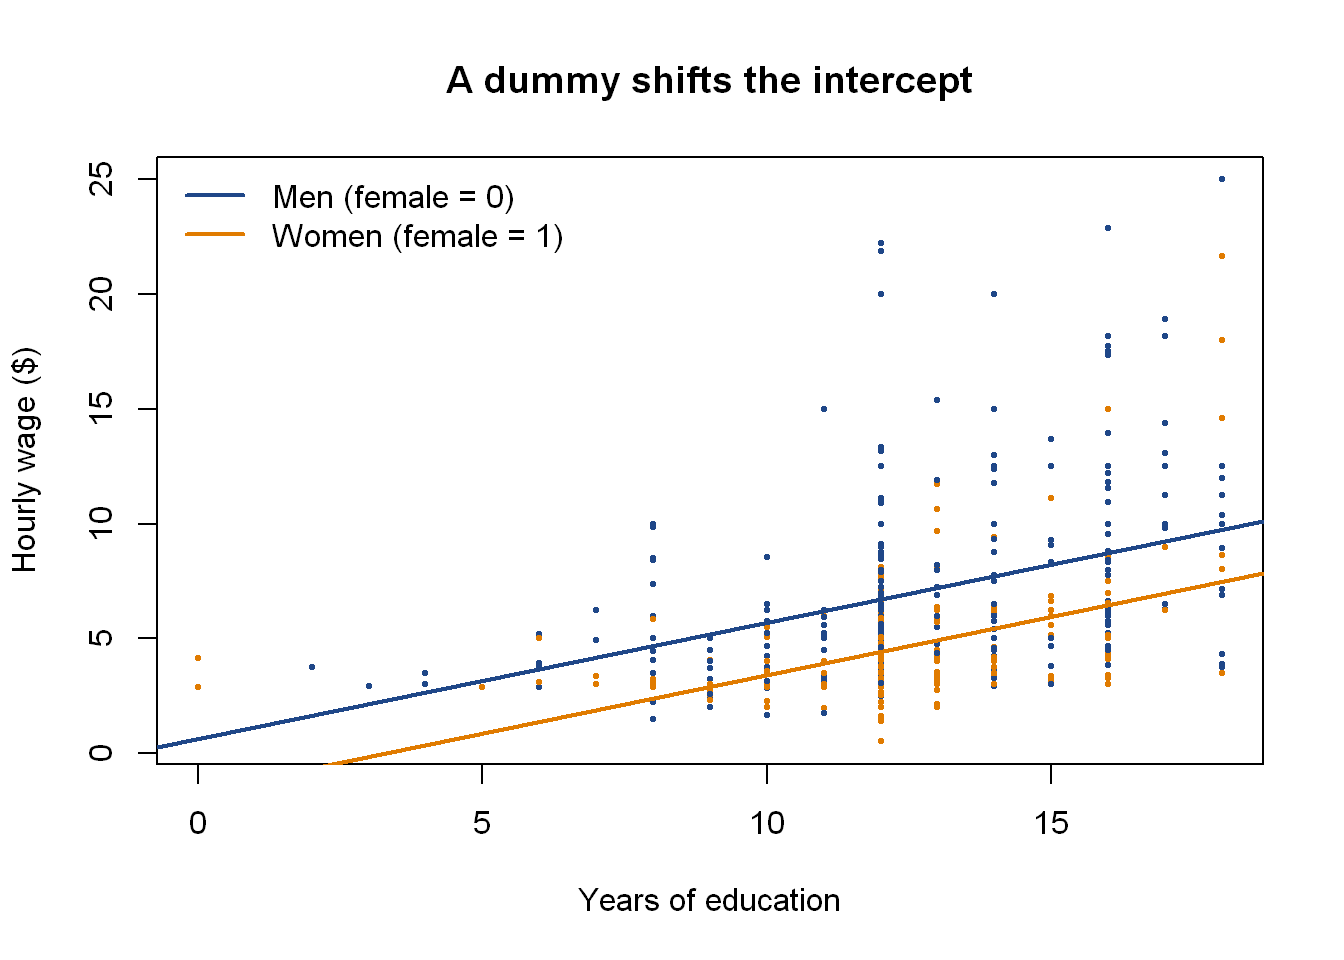 A dummy shifts the intercept
Men (female = 0)
Women (female = 1)
Hourly wage ($)
25
20
15
10
5
0
0 5 10 15
Years of education